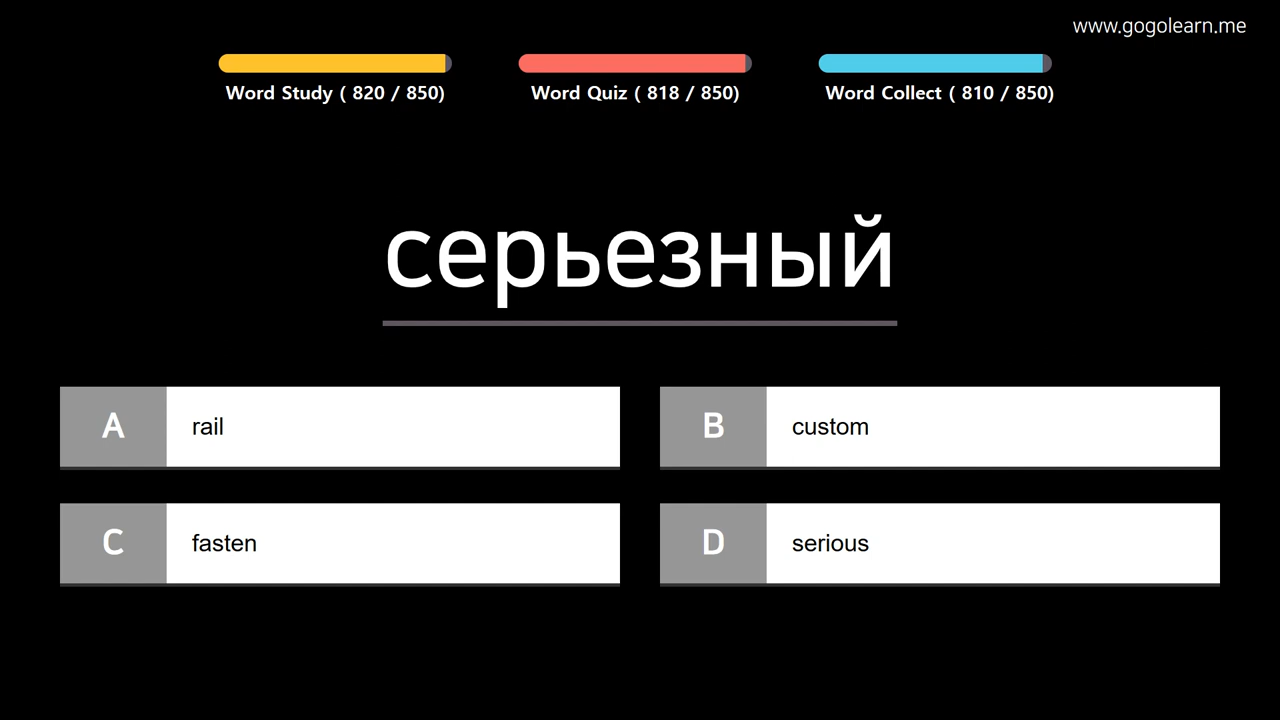 www.gogolearn.me
Word Study ( 820 / 850)
Word Quiz ( 818 / 850)
Word Collect ( 810 / 850)
серьезный
A rail
B custom
C fasten
D serious